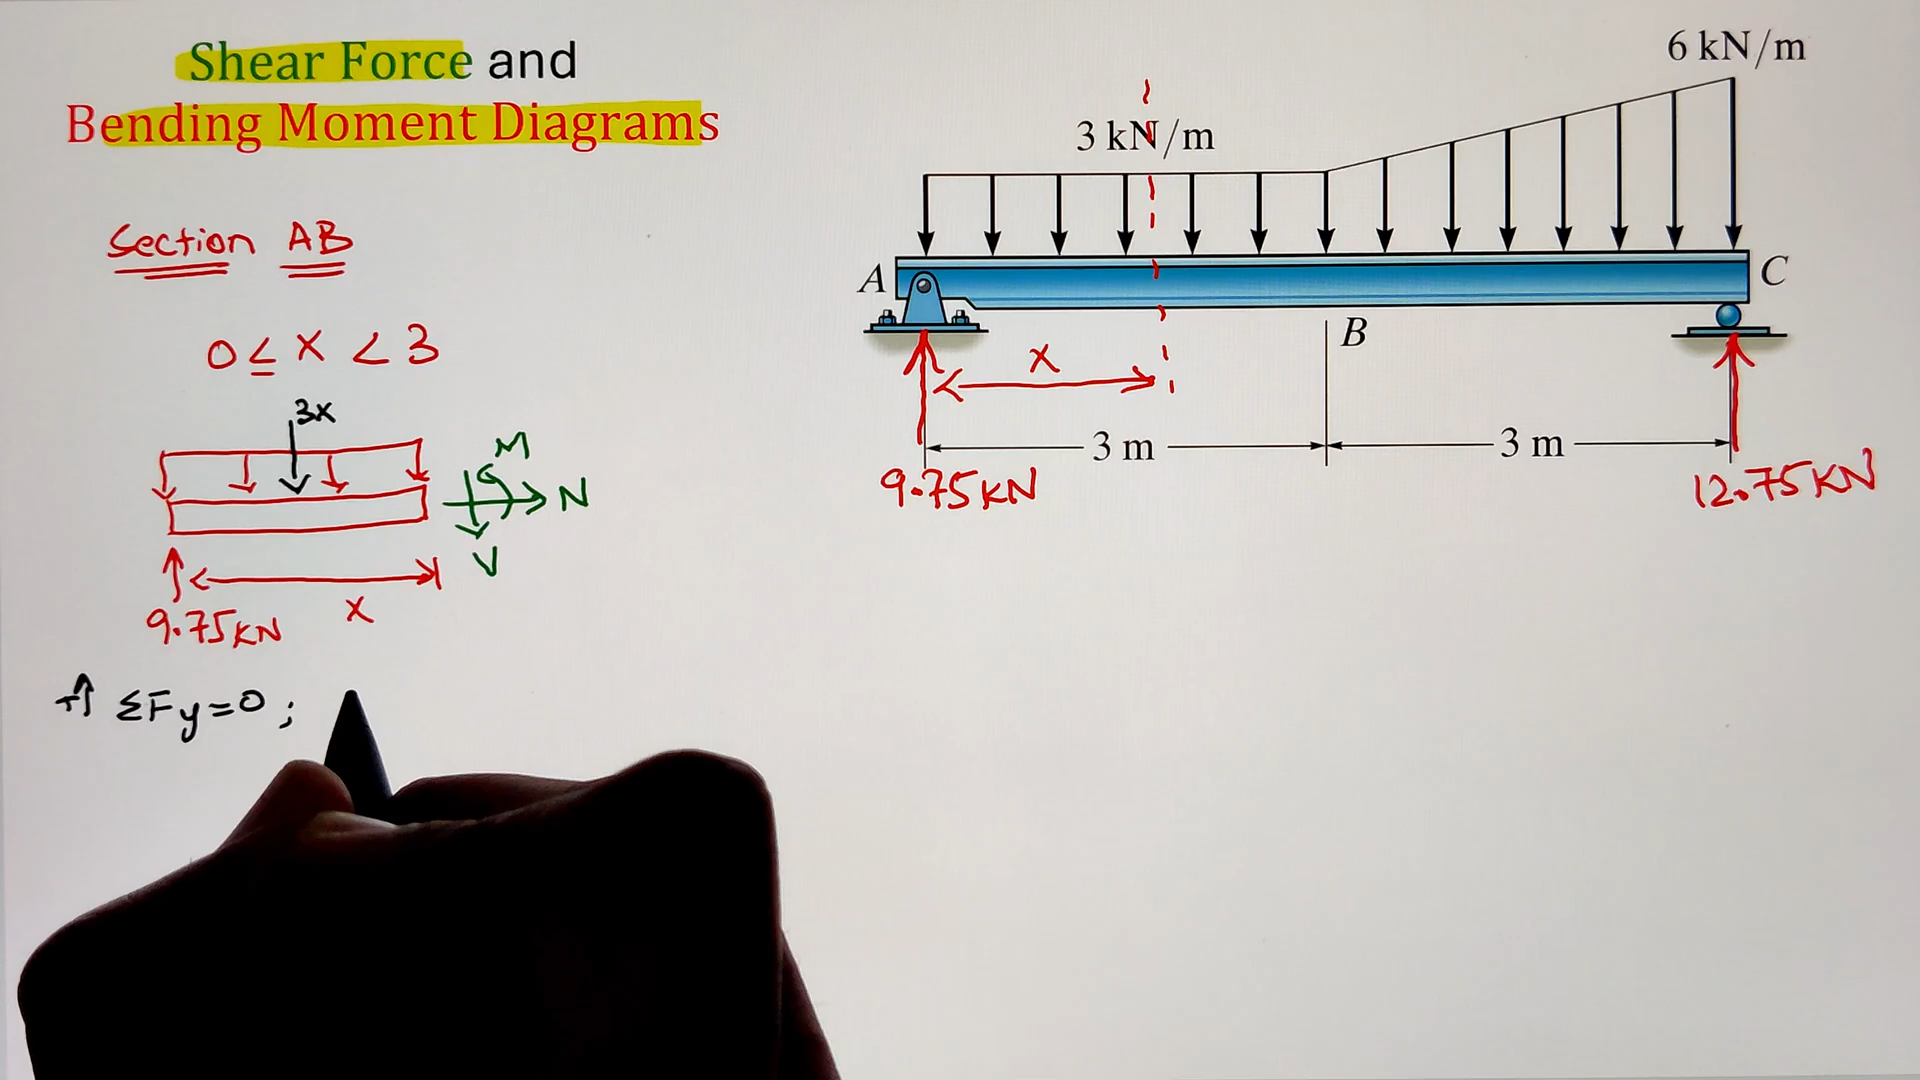 Shear Force and
Bending Moment Diagrams
Section AB
0 ≤ x < 3
3x
M
N
V
9.75KN
x
+↑ ΣFy=0;
6 kN/m
3 kN/m
A
C
B
x
3 m
3 m
9.75KN
12.75KN